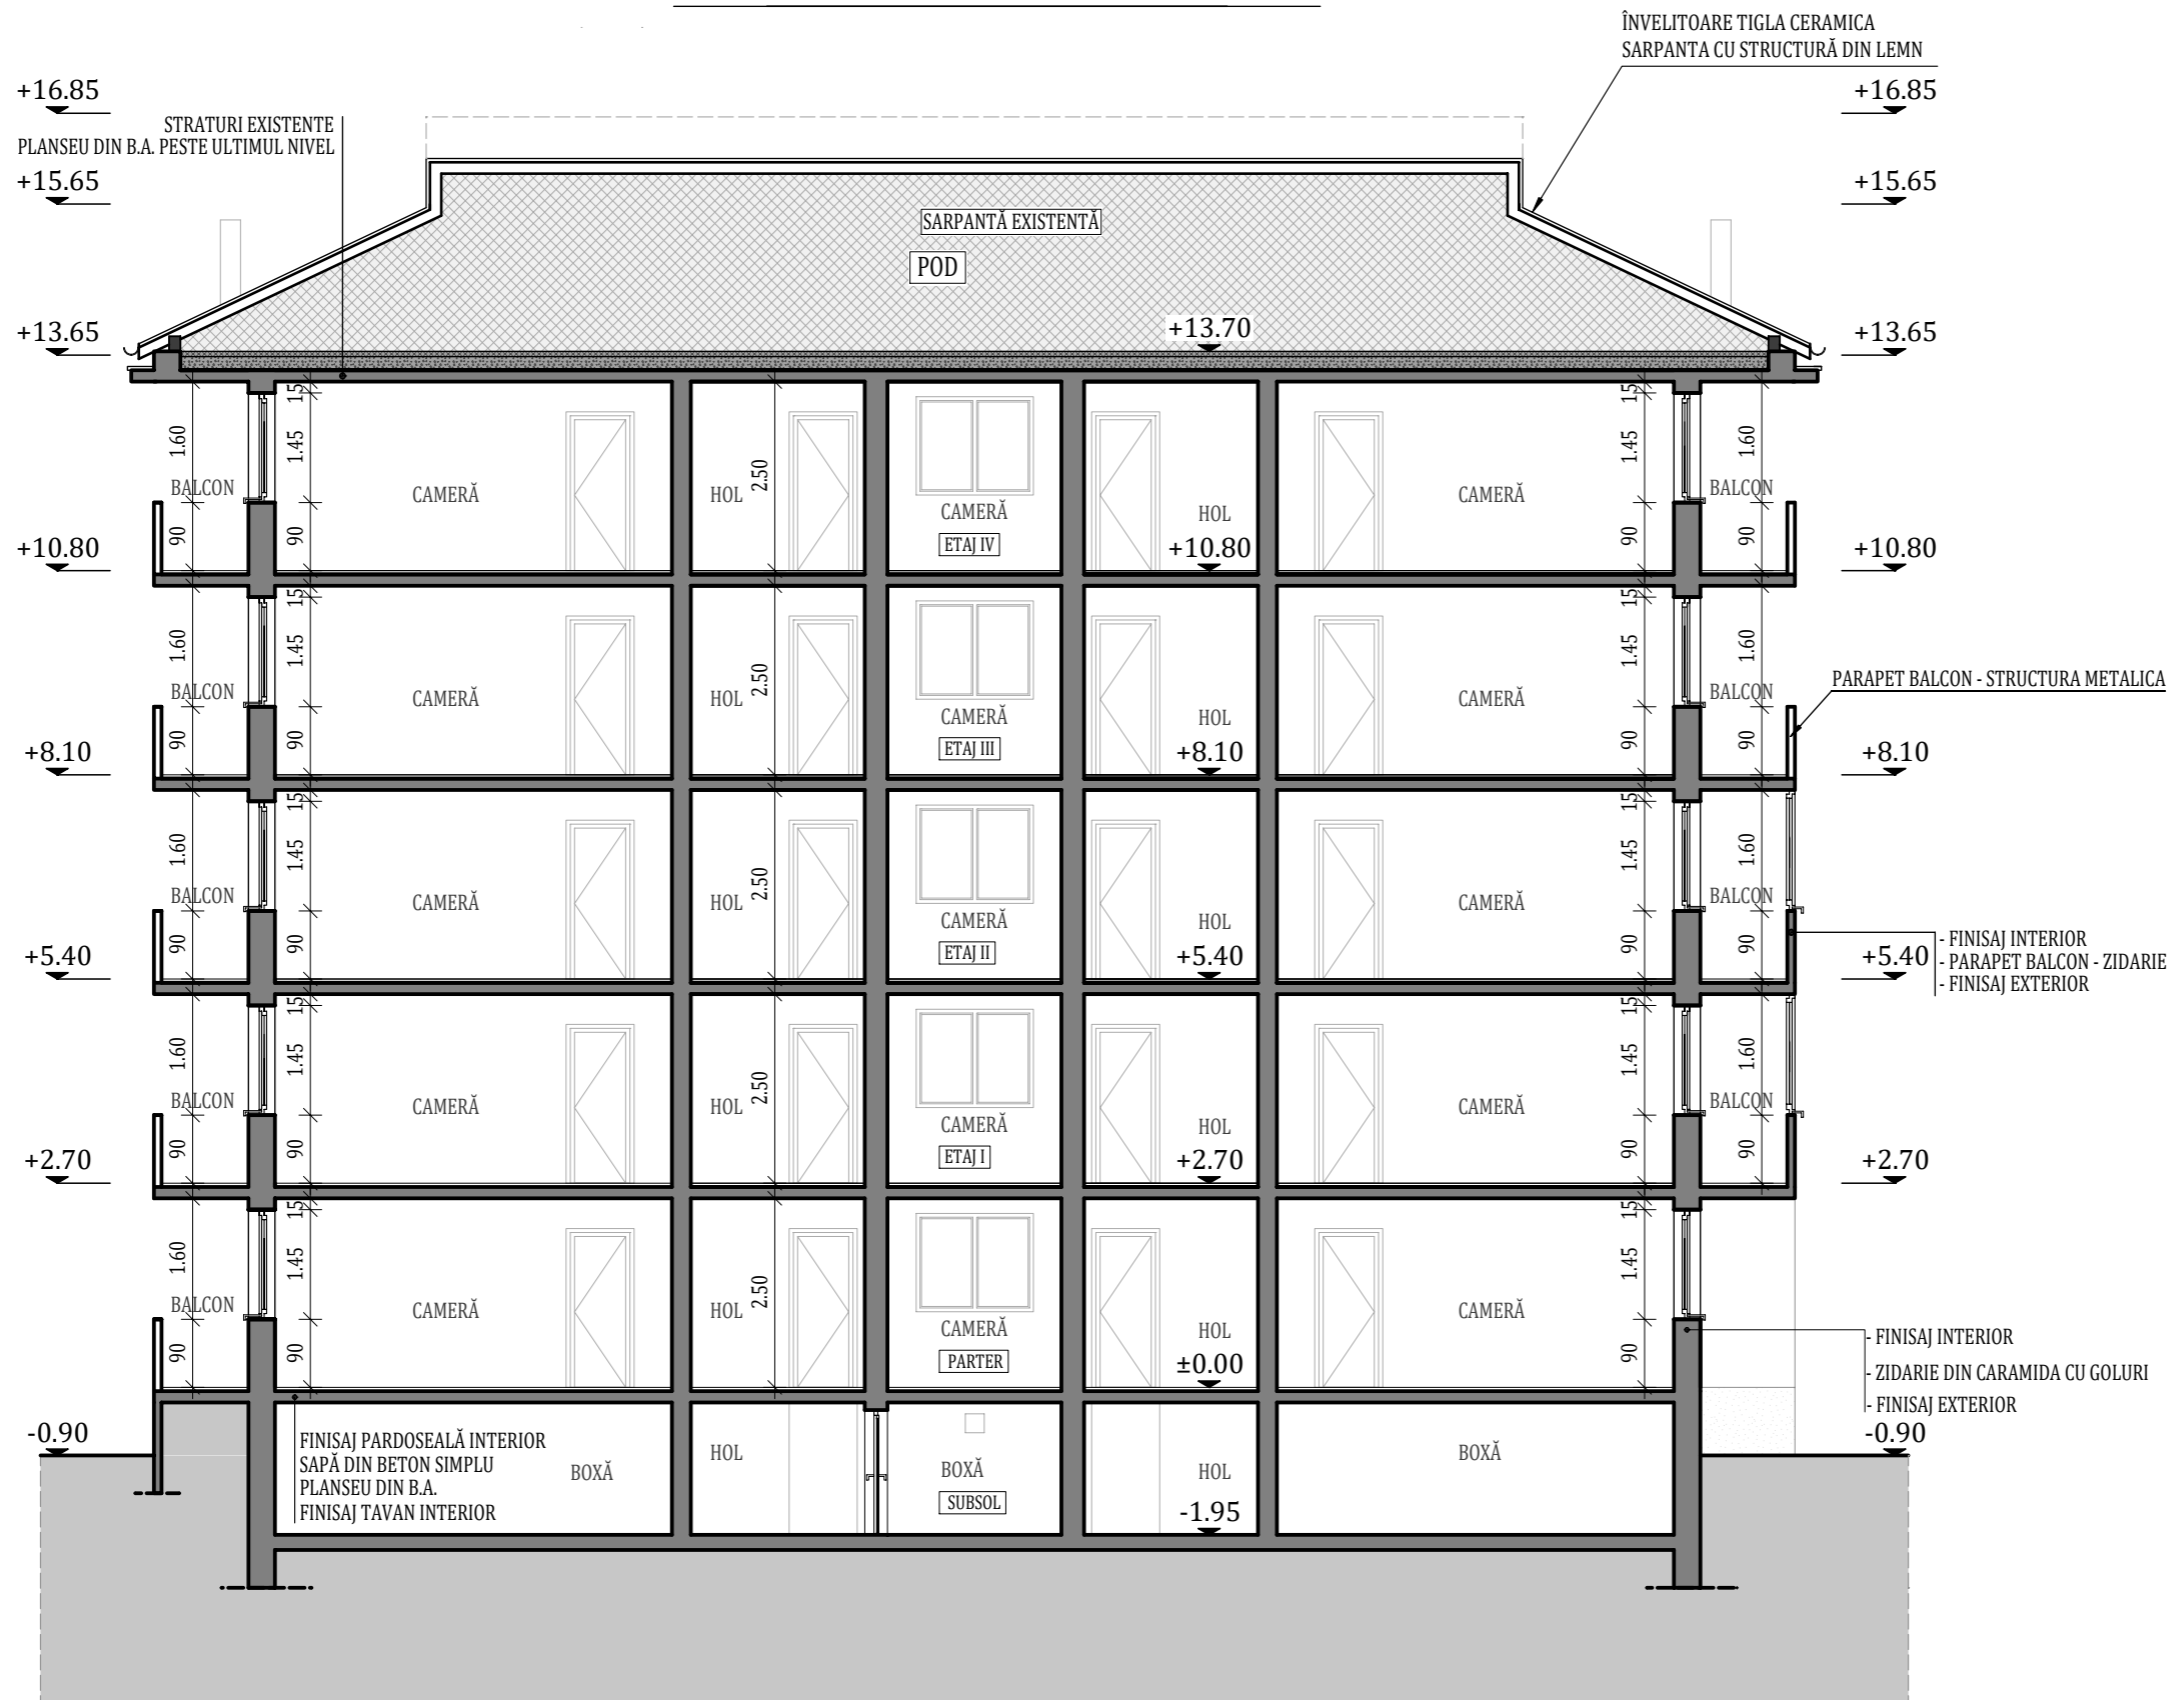 ÎNVELITOARE TIGLA CERAMICA
SARPANTA CU STRUCTURĂ DIN LEMN
+16.85
+16.85
STRATURI EXISTENTE
PLANSEU DIN B.A. PESTE ULTIMUL NIVEL
+15.65
+15.65
SARPANTĂ EXISTENTĂ
POD
+13.65
+13.70
+13.65
15
15
1.60
1.45
2.50
1.45
1.60
BALCON
CAMERĂ
HOL
CAMERĂ
HOL
CAMERĂ
BALCON
90
90
ETAJ IV
90
90
+10.80
+10.80
+10.80
15
15
1.60
1.45
2.50
1.45
1.60
BALCON
CAMERĂ
HOL
CAMERĂ
HOL
CAMERĂ
BALCON
PARAPET BALCON - STRUCTURA METALICA
90
90
ETAJ III
90
90
+8.10
+8.10
+8.10
15
15
1.60
1.45
2.50
1.45
1.60
BALCON
CAMERĂ
HOL
CAMERĂ
HOL
CAMERĂ
BALCON
90
90
ETAJ II
90
90
+5.40
+5.40
+5.40
- FINISAJ INTERIOR
- PARAPET BALCON - ZIDARIE
- FINISAJ EXTERIOR
15
15
1.60
1.45
2.50
1.45
1.60
BALCON
CAMERĂ
HOL
CAMERĂ
HOL
CAMERĂ
BALCON
90
90
ETAJ I
90
90
+2.70
+2.70
+2.70
15
15
1.60
1.45
2.50
1.45
BALCON
CAMERĂ
HOL
CAMERĂ
HOL
CAMERĂ
90
90
PARTER
90
±0.00
- FINISAJ INTERIOR
- ZIDARIE DIN CARAMIDA CU GOLURI
- FINISAJ EXTERIOR
-0.90
-0.90
FINISAJ PARDOSEALĂ INTERIOR
SAPĂ DIN BETON SIMPLU
PLANSEU DIN B.A.
FINISAJ TAVAN INTERIOR
BOXĂ
HOL
BOXĂ
SUBSOL
HOL
-1.95
BOXĂ